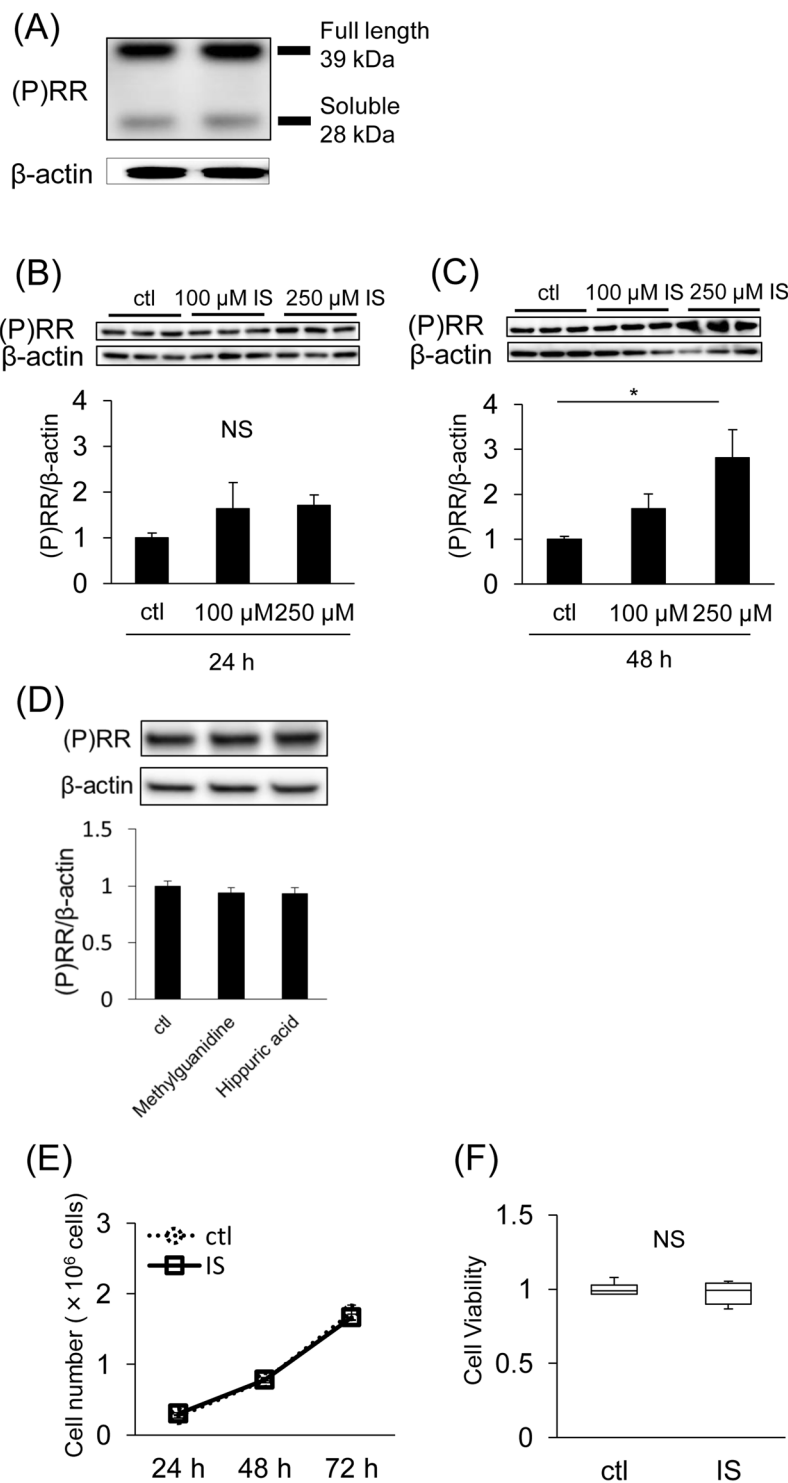 (A)
Full length
39 kDa
(P)RR
Soluble
28 kDa
β-actin
(B)
ctl 100 μM IS 250 μM IS
(P)RR
β-actin
(P)RR/β-actin
4
3
2
1
0
NS
ctl 100 μM 250 μM
24 h
(C)
ctl 100 μM IS 250 μM IS
(P)RR
β-actin
(P)RR/β-actin
4
3
2
1
0
*
ctl 100 μM 250 μM
48 h
(D)
(P)RR
β-actin
(P)RR/β-actin
1.5
1
0.5
0
ctl
Methylguanidine
Hippuric acid
(E)
Cell number ( × 10⁶ cells)
3
2
1
0
ctl
IS
24 h 48 h 72 h
(F)
Cell Viability
1.5
1
0.5
0
NS
ctl IS